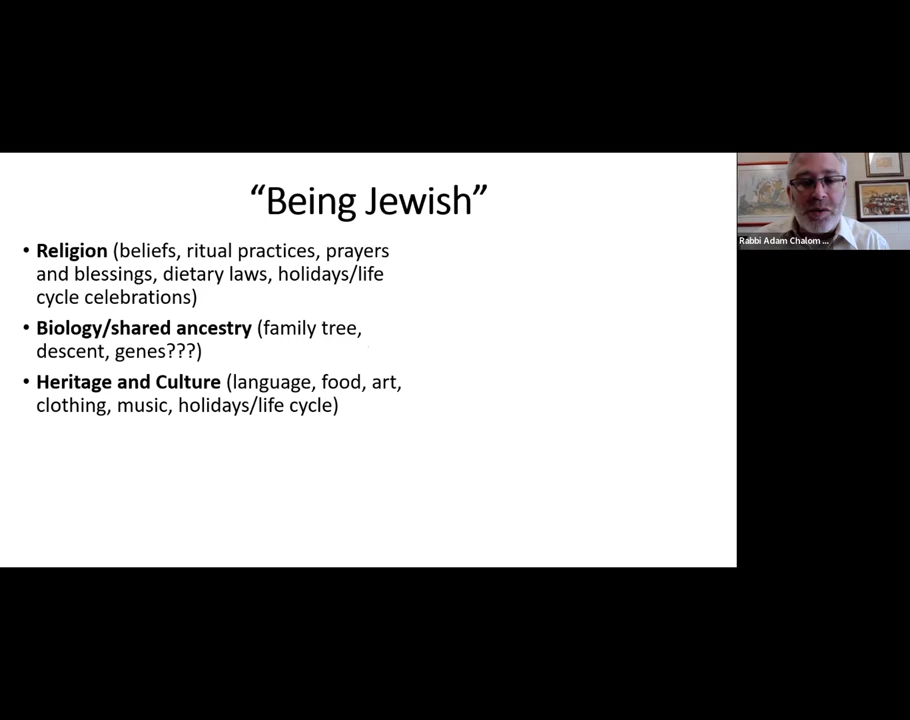 “Being Jewish”
• Religion (beliefs, ritual practices, prayers
and blessings, dietary laws, holidays/life
cycle celebrations)
• Biology/shared ancestry (family tree,
descent, genes???)
• Heritage and Culture (language, food, art,
clothing, music, holidays/life cycle)
Rabbi Adam Chalom ...